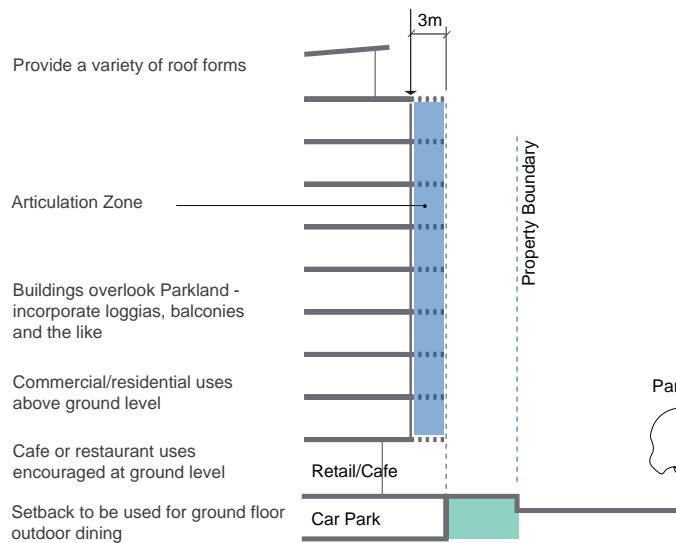 3m
Provide a variety of roof forms
Property Boundary
Articulation Zone
Buildings overlook Parkland -
incorporate loggias, balconies
and the like
Commercial/residential uses
above ground level
Cafe or restaurant uses
encouraged at ground level
Retail/Cafe
Setback to be used for ground floor
outdoor dining
Car Park